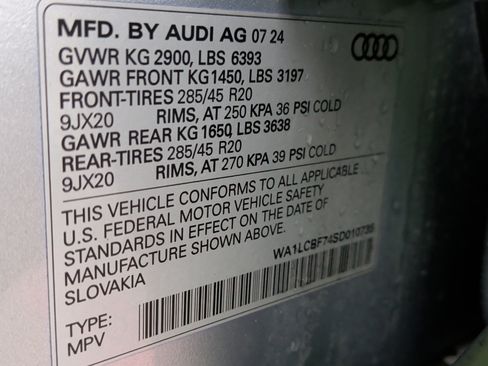 MFD. BY AUDI AG 07 24
GVWR KG 2900, LBS 6393
GAWR FRONT KG1450, LBS 3197
FRONT-TIRES 285/45 R20
9JX20 RIMS, AT 250 KPA 36 PSI COLD
GAWR REAR KG 1650, LBS 3638
REAR-TIRES 285/45 R20
9JX20 RIMS, AT 270 KPA 39 PSI COLD
THIS VEHICLE CONFORMS TO ALL APPLICABLE
U.S. FEDERAL MOTOR VEHICLE SAFETY
STANDARDS IN EFFECT ON THE DATE OF
MANUFACTURE SHOWN ABOVE.
SLOVAKIA
WA1LCBF74SD010735
TYPE:
MPV